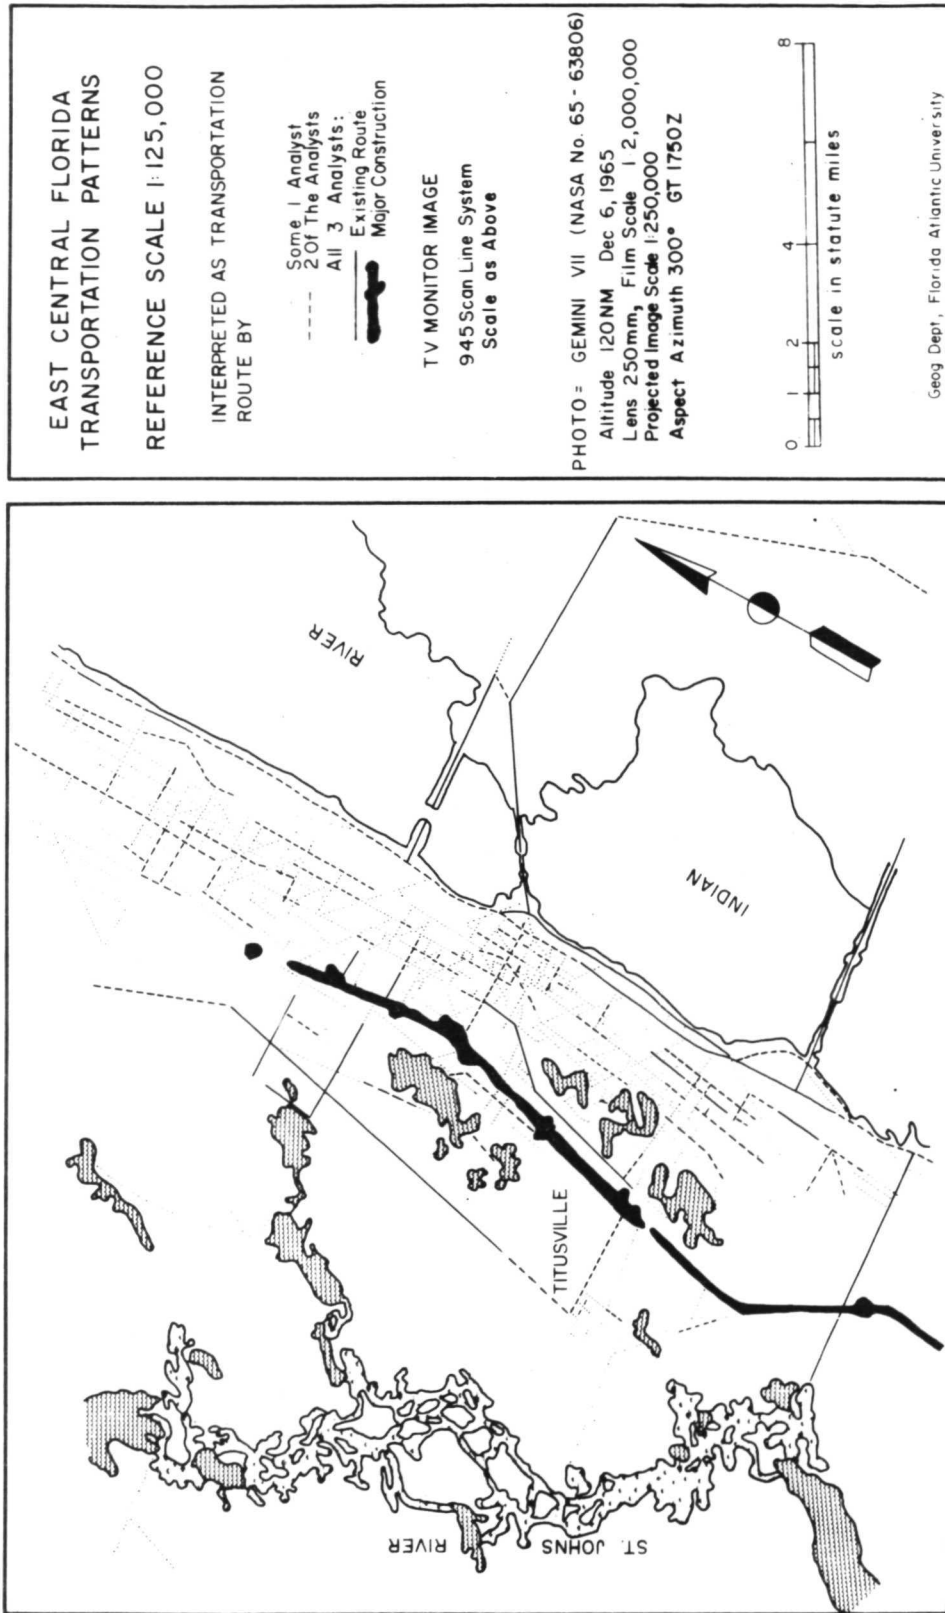 EAST CENTRAL FLORIDA
TRANSPORTATION PATTERNS
REFERENCE SCALE 1:125,000
INTERPRETED AS TRANSPORTATION
ROUTE BY
Some 1 Analyst
2 Of The Analysts
All 3 Analysts:
Existing Route
Major Construction
TV MONITOR IMAGE
945 Scan Line System
Scale as Above
PHOTO = GEMINI VII (NASA No. 65 - 63806)
Altitude 120 NM Dec 6, 1965
Lens 250mm, Film Scale 1 2,000,000
Projected Image Scale 1:250,000
Aspect Azimuth 300° GT 1750Z
0 1 2 4 8
scale in statute miles
Geog Dept, Florida Atlantic University
RIVER
INDIAN
TITUSVILLE
ST. JOHNS
RIVER